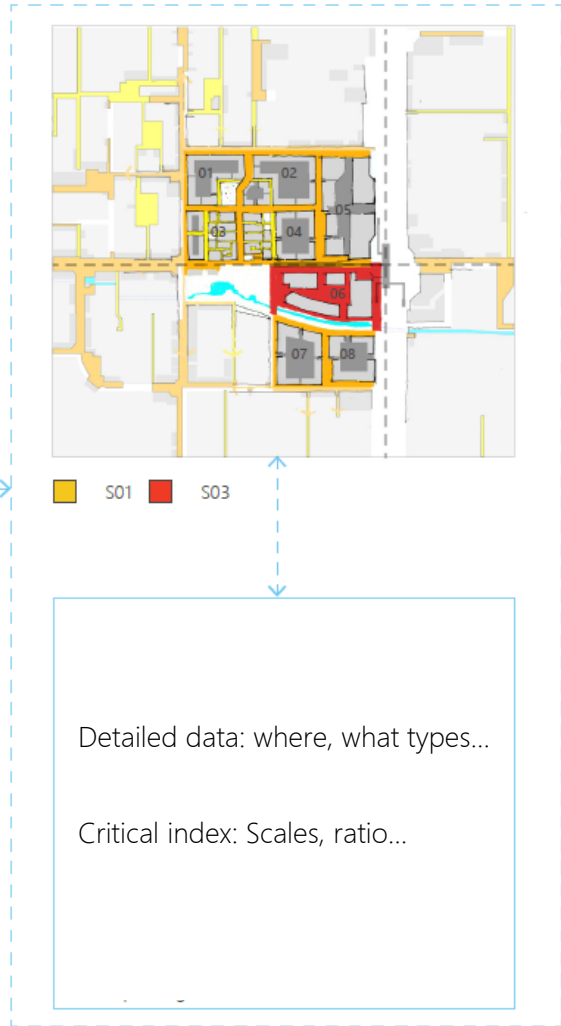 01
02
05
03
04
06
07
08
S01
S03
Detailed data: where, what types...
Critical index: Scales, ratio...